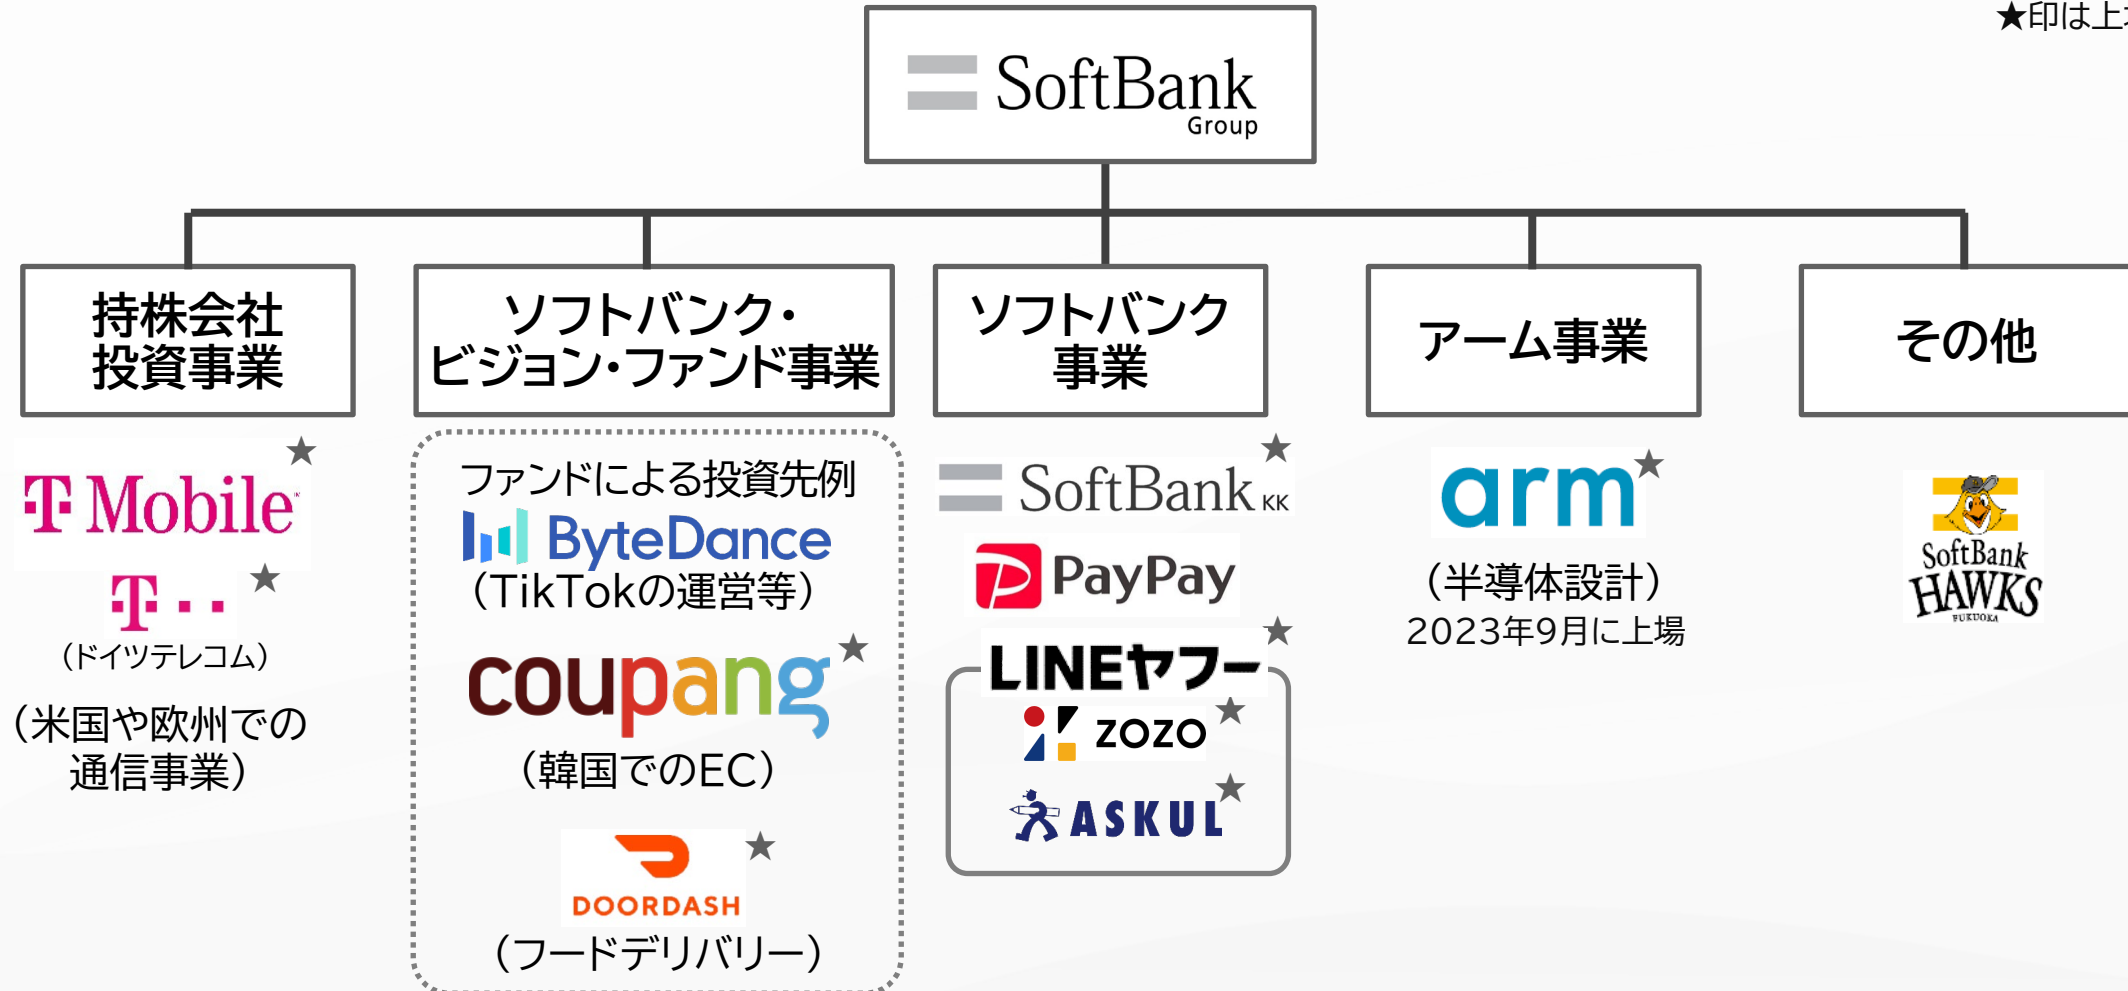 ★印は上
SoftBank
Group
持株会社
投資事業
ソフトバンク・
ビジョン・ファンド事業
ソフトバンク
事業
アーム事業
その他
T Mobile
★
T‥
★
(ドイツテレコム)
(米国や欧州での
通信事業)
ファンドによる投資先例
ByteDance
(TikTokの運営等)
coupang
★
(韓国でのEC)
DOORDASH
★
(フードデリバリー)
SoftBank KK
★
PayPay
LINEヤフー
★
ZOZO
★
ASKUL
★
arm
★
(半導体設計)
2023年9月に上場
SoftBank
HAWKS
FUKUOKA